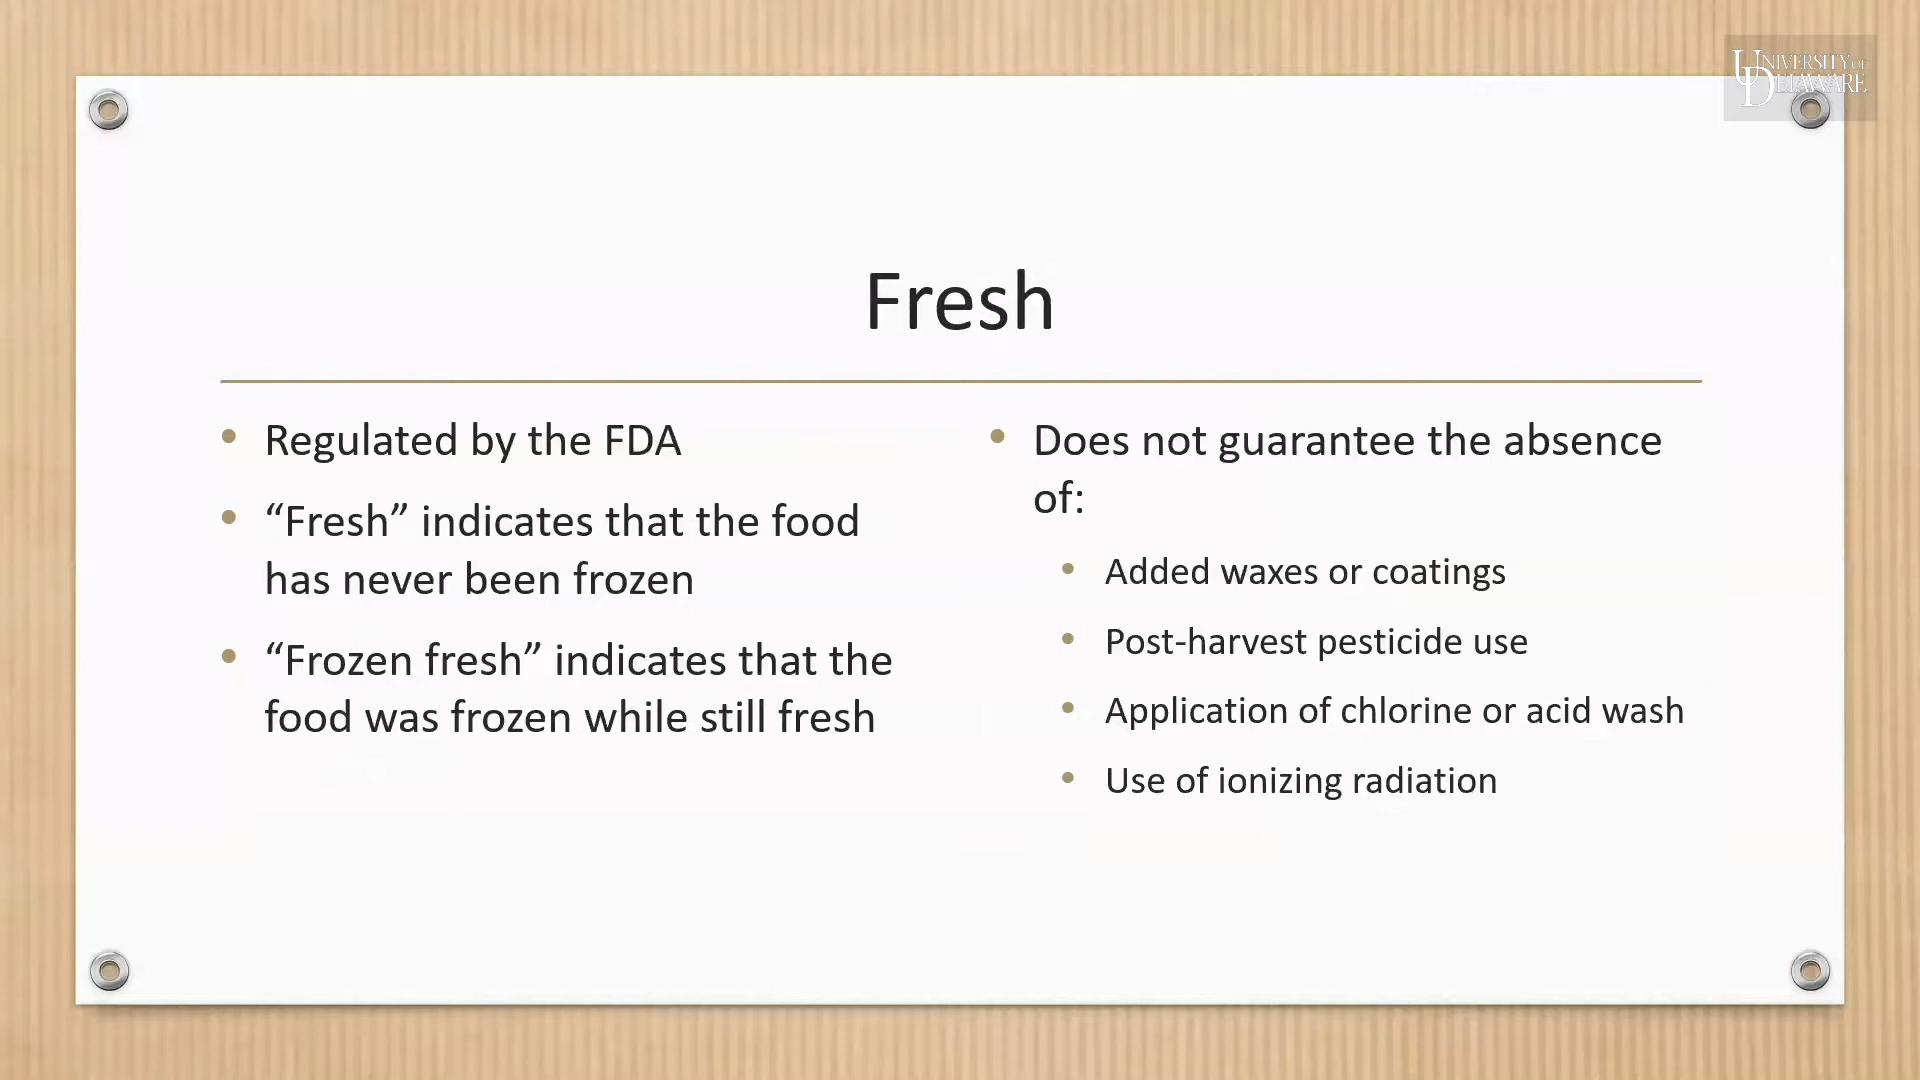 UNIVERSITY OF
DELAWARE
Fresh
• Regulated by the FDA
• “Fresh” indicates that the food
has never been frozen
• “Frozen fresh” indicates that the
food was frozen while still fresh
• Does not guarantee the absence
of:
• Added waxes or coatings
• Post-harvest pesticide use
• Application of chlorine or acid wash
• Use of ionizing radiation